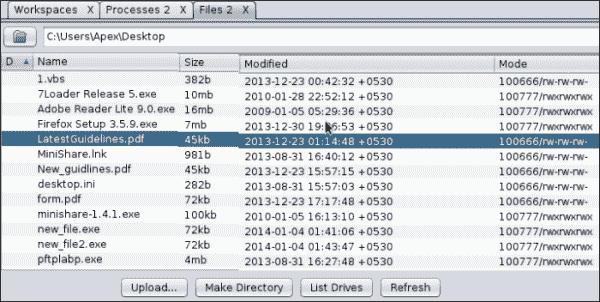 Workspaces X Processes 2 X Files 2 X
C:\Users\Apex\Desktop
D ▲ Name Size Modified Mode
1.vbs 382b 2013-12-23 00:42:32 +0530 100666/rw-rw-rw-
7Loader Release 5.exe 10mb 2010-01-28 22:52:12 +0530 100777/rwxrwxrwx
Adobe Reader Lite 9.0.exe 16mb 2009-01-05 05:29:36 +0530 100777/rwxrwxrwx
Firefox Setup 3.5.9.exe 7mb 2013-12-30 +0530 100777/rwxrwxrwx
LatestGuidelines.pdf 45kb 2013-12-23 01:14:48 +0530 100666/rw-rw-rw-
MiniShare.lnk 981b 2013-08-31 16:40:12 +0530 100666/rw-rw-rw-
New_guidlines.pdf 45kb 2013-12-23 15:57:15 +0530 100666/rw-rw-rw-
desktop.ini 282b 2013-08-31 15:57:03 +0530 100666/rw-rw-rw-
form.pdf 72kb 2013-12-23 17:17:48 +0530 100666/rw-rw-rw-
minishare-1.4.1.exe 100kb 2010-01-05 16:13:10 +0530 100777/rwxrwxrwx
new_file.exe 72kb 2014-01-04 01:41:06 +0530 100777/rwxrwxrwx
new_file2.exe 72kb 2014-01-04 01:43:47 +0530 100777/rwxrwxrwx
pftplabp.exe 4mb 2013-08-31 16:27:48 +0530 100777/rwxrwxrwx
Upload... Make Directory List Drives Refresh